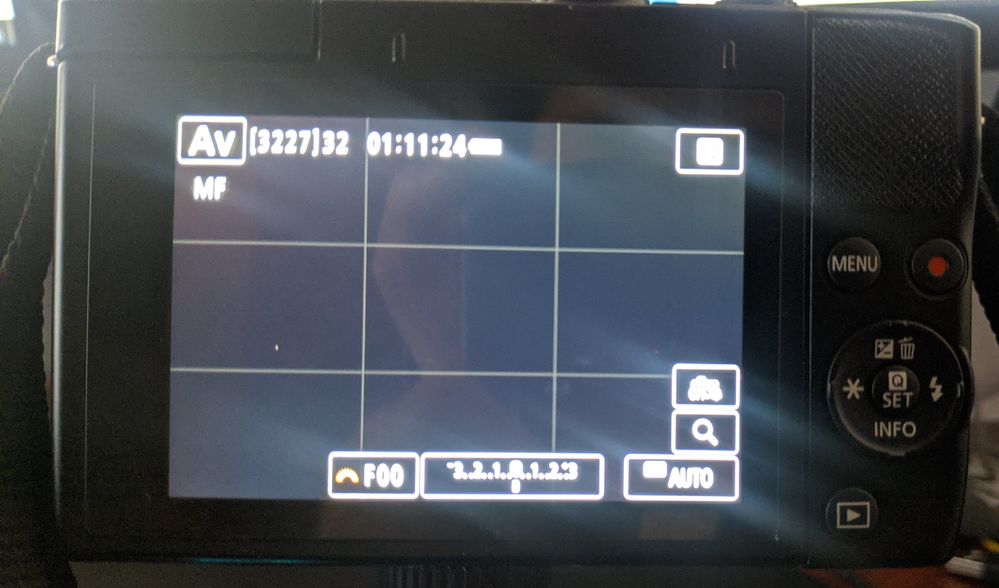 Av [3227]32 01:11:24
MF
MENU
Q
SET
INFO
F00 -3..2..1..0..1..2.+3 AUTO